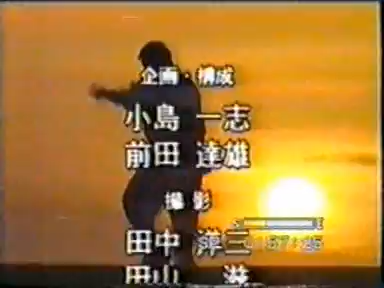 企画・構成
小島 一志
前田 達雄
撮影
田中 洋三